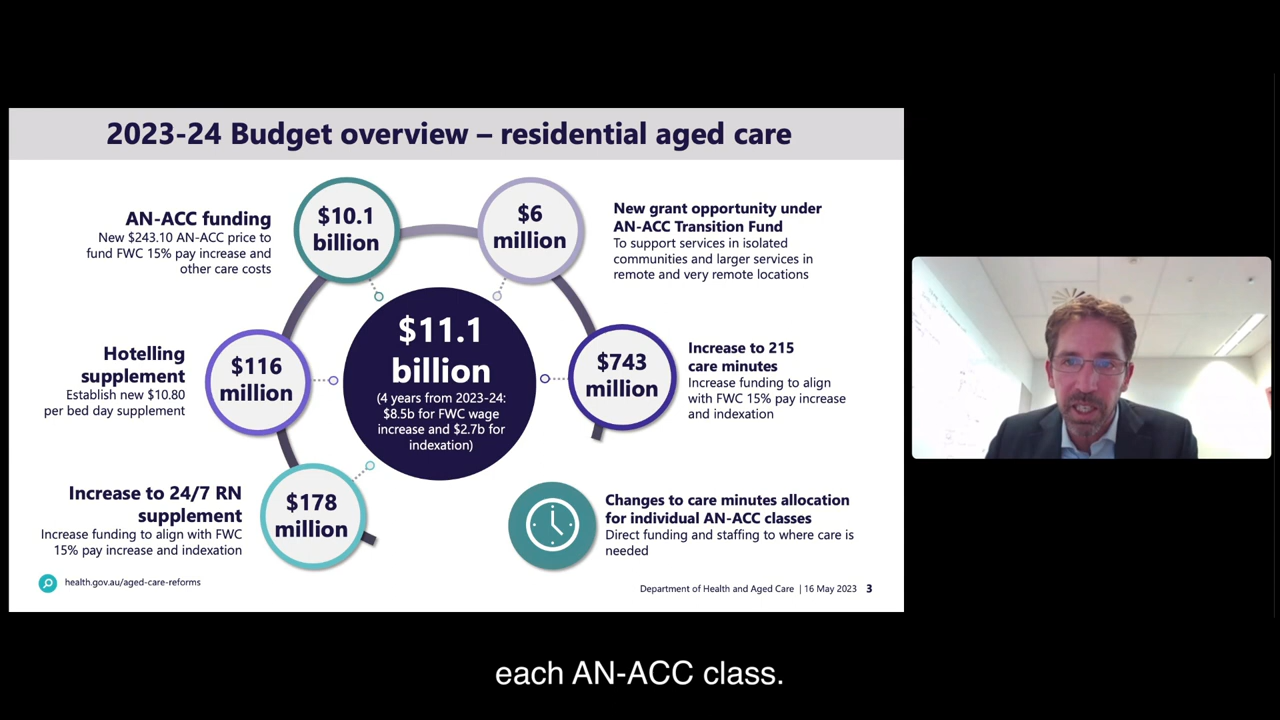 2023-24 Budget overview – residential aged care
AN-ACC funding
New $243.10 AN-ACC price to
fund FWC 15% pay increase and
other care costs
$10.1
billion
$6
million
New grant opportunity under
AN-ACC Transition Fund
To support services in isolated
communities and larger services in
remote and very remote locations
Hotelling
supplement
Establish new $10.80
per bed day supplement
$116
million
$11.1
billion
(4 years from 2023-24:
$8.5b for FWC wage
increase and $2.7b for
indexation)
$743
million
Increase to 215
care minutes
Increase funding to align
with FWC 15% pay increase
and indexation
Increase to 24/7 RN
supplement
Increase funding to align with FWC
15% pay increase and indexation
$178
million
Changes to care minutes allocation
for individual AN-ACC classes
Direct funding and staffing to where care is
needed
health.gov.au/aged-care-reforms
Department of Health and Aged Care | 16 May 2023 3
each AN-ACC class.